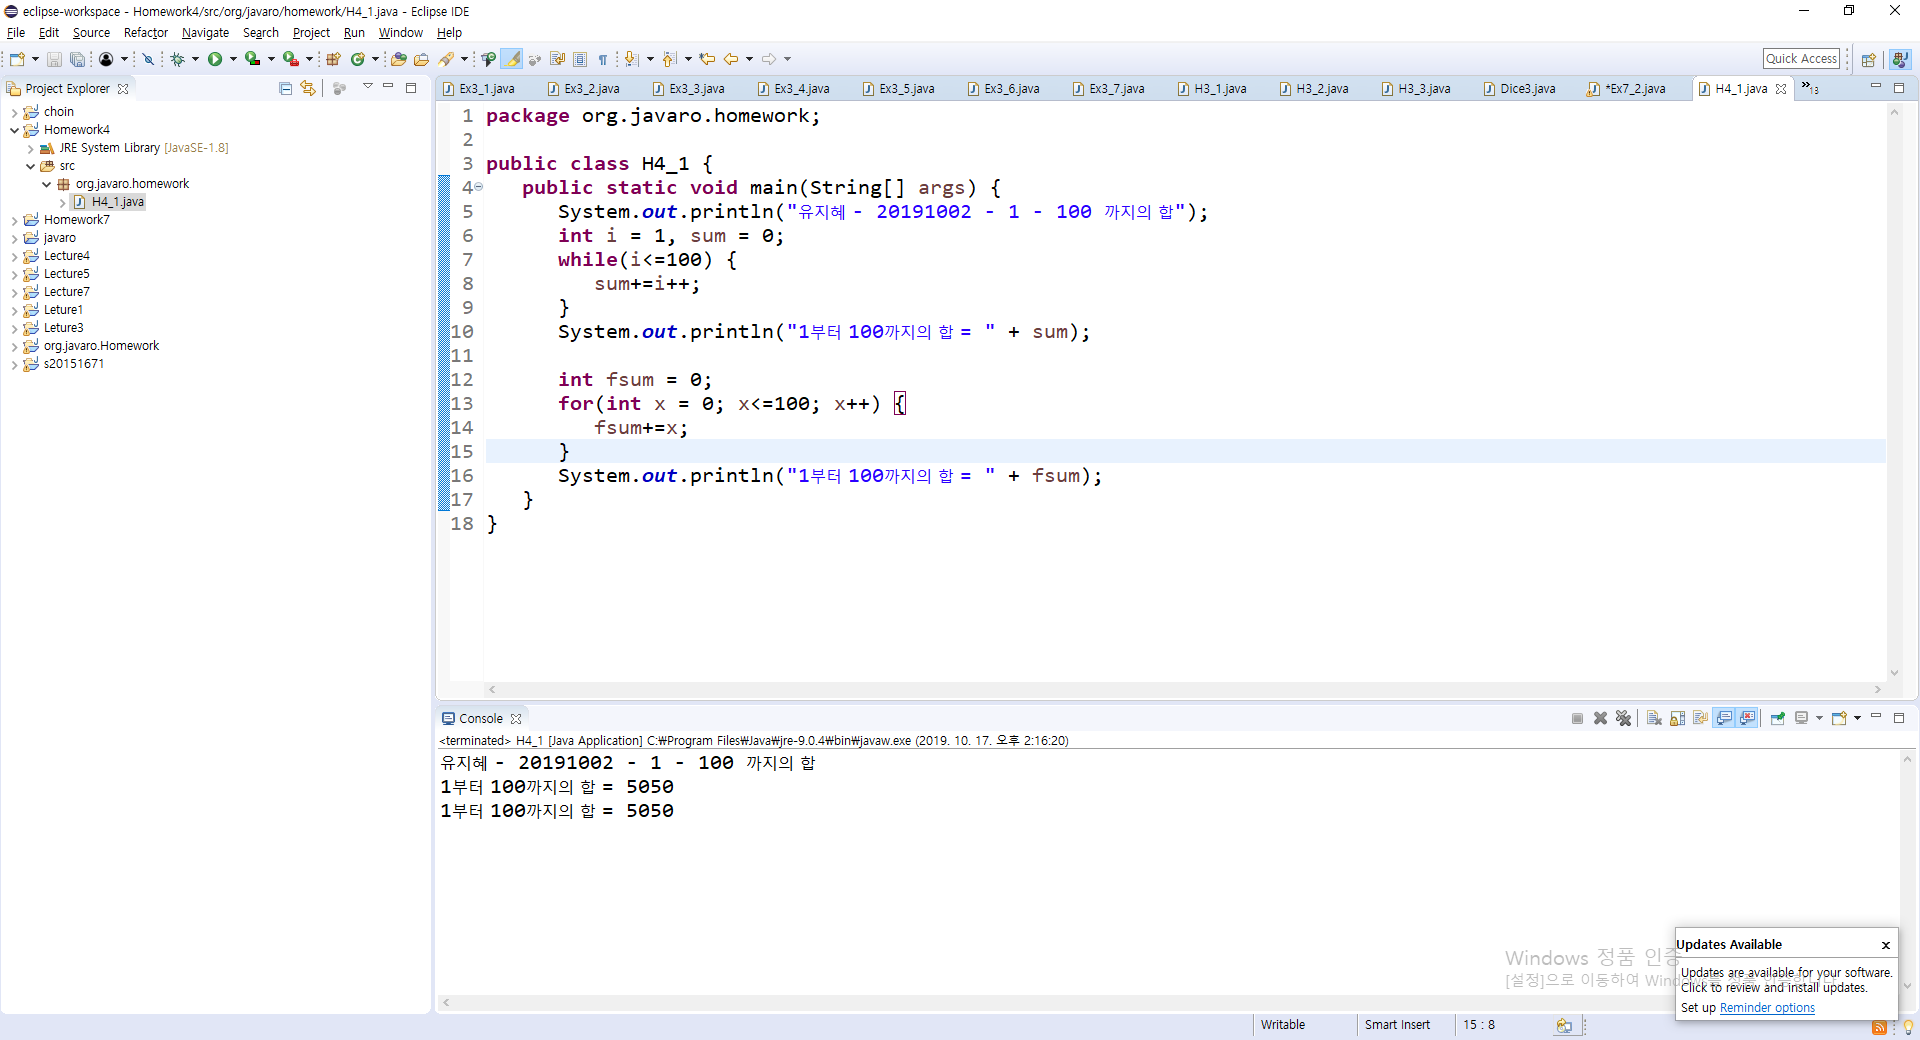 eclipse-workspace - Homework4/src/org/javaro/homework/H4_1.java - Eclipse IDE
File Edit Source Refactor Navigate Search Project Run Window Help
Quick Access
Project Explorer
Ex3_1.java Ex3_2.java Ex3_3.java Ex3_4.java Ex3_5.java Ex3_6.java Ex3_7.java H3_1.java H3_2.java H3_3.java Dice3.java *Ex7_2.java H4_1.java »13
choin
Homework4
JRE System Library [JavaSE-1.8]
src
org.javaro.homework
H4_1.java
Homework7
javaro
Lecture4
Lecture5
Lecture7
Leture1
Leture3
org.javaro.Homework
s20151671
1 package org.javaro.homework;
2
3 public class H4_1 {
4 public static void main(String[] args) {
5 System.out.println("유지혜 - 20191002 - 1 - 100 까지의 합");
6 int i = 1, sum = 0;
7 while(i<=100) {
8 sum+=i++;
9 }
10 System.out.println("1부터 100까지의 합 = " + sum);
11
12 int fsum = 0;
13 for(int x = 0; x<=100; x++) {
14 fsum+=x;
15 }
16 System.out.println("1부터 100까지의 합 = " + fsum);
17 }
18 }
Console
<terminated> H4_1 [Java Application] C:₩Program Files₩Java₩jre-9.0.4₩bin₩javaw.exe (2019. 10. 17. 오후 2:16:20)
유지혜 - 20191002 - 1 - 100 까지의 합
1부터 100까지의 합 = 5050
1부터 100까지의 합 = 5050
Windows 정품 인증
[설정]으로 이동하여 Wind
Updates Available
Updates are available for your software.
Click to review and install updates.
Set up Reminder options
Writable Smart Insert 15 : 8